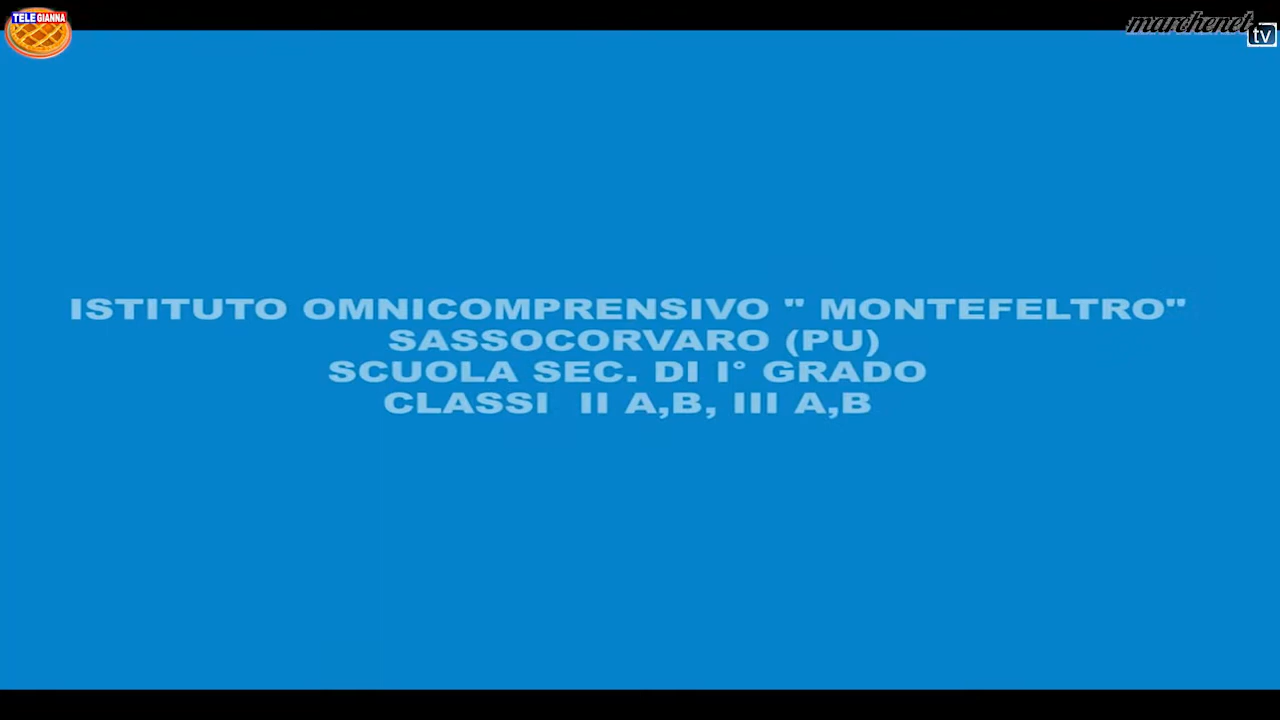 TELE GIANNA
marchenet
tv
ISTITUTO OMNICOMPRENSIVO " MONTEFELTRO"
SASSOCORVARO (PU)
SCUOLA SEC. DI I° GRADO
CLASSI II A,B, III A,B